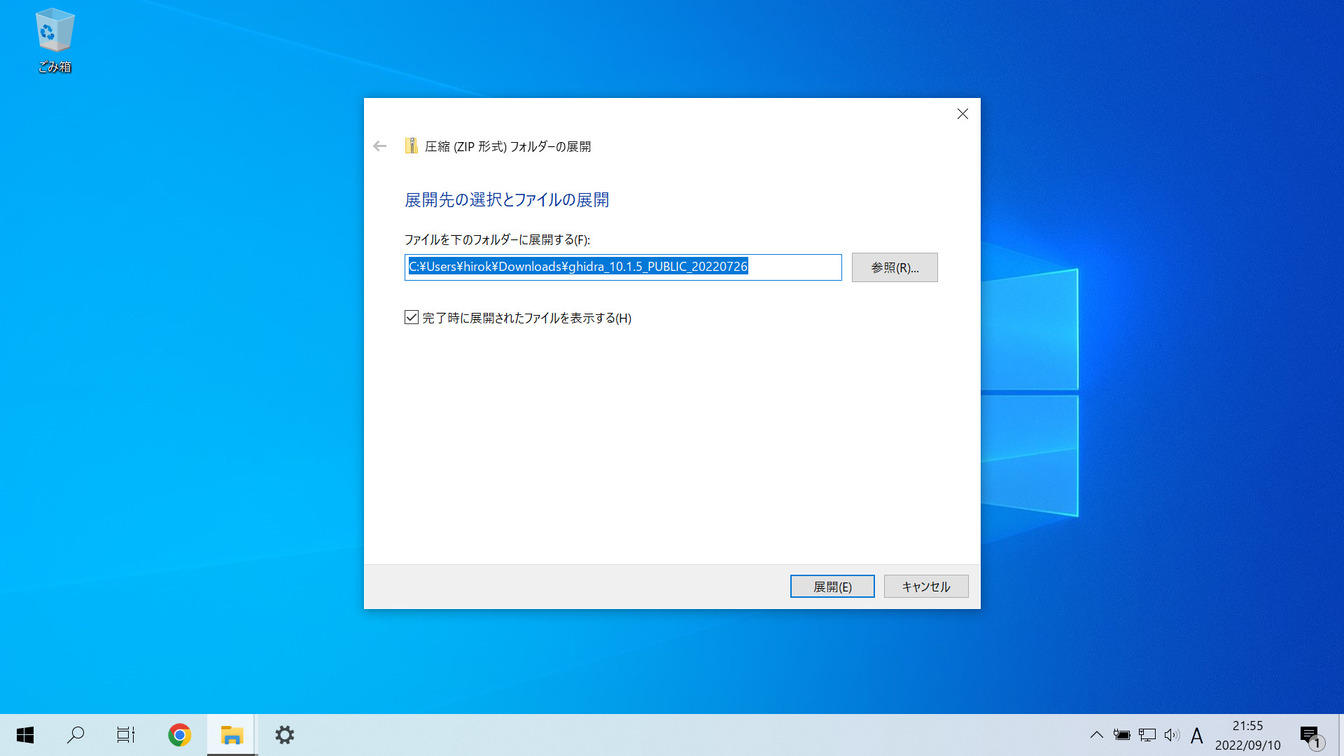 ごみ箱
圧縮 (ZIP 形式) フォルダーの展開
展開先の選択とファイルの展開
ファイルを下のフォルダーに展開する(F):
C:¥Users¥hirok¥Downloads¥ghidra_10.1.5_PUBLIC_20220726
参照(R)...
完了時に展開されたファイルを表示する(H)
展開(E)
キャンセル
A
21:55
2022/09/10
1